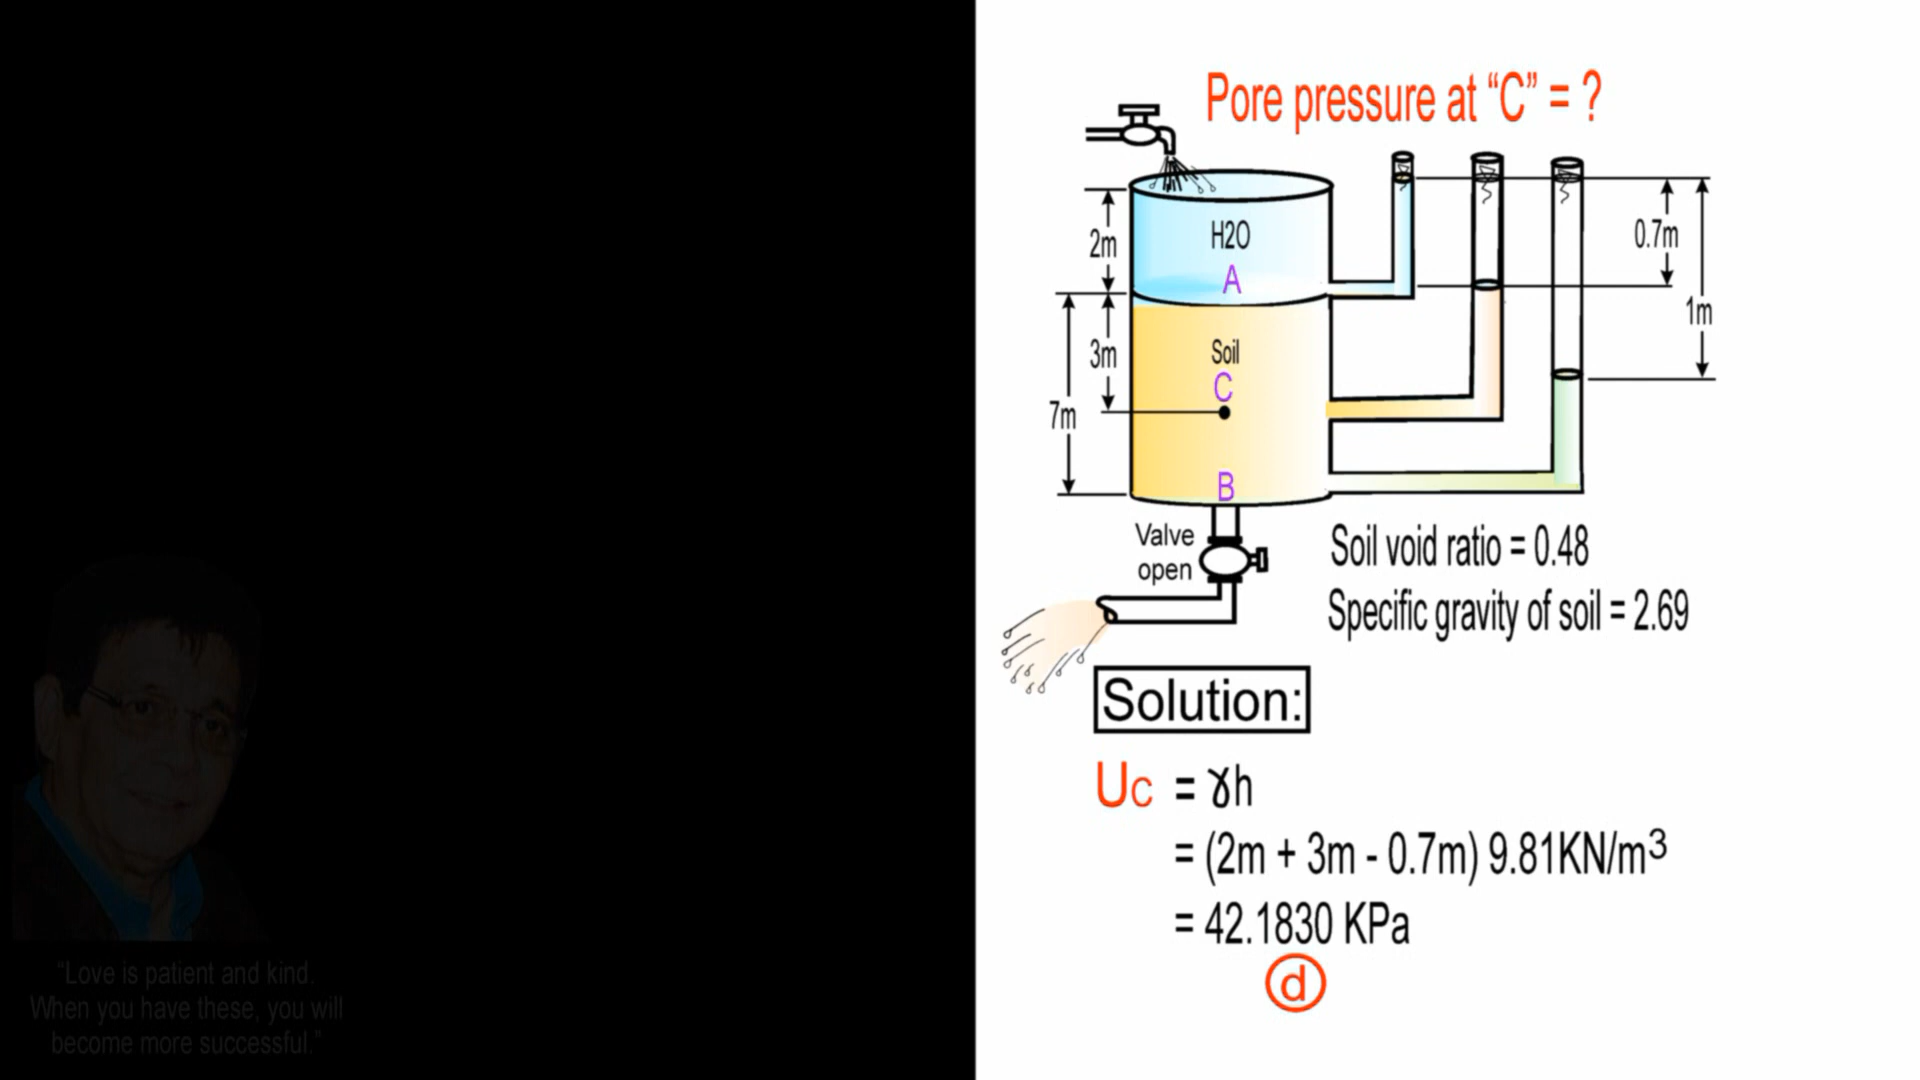 Pore pressure at “C” = ?
H2O
A
2m
3m
7m
Soil
C
B
0.7m
1m
Valve
open
Soil void ratio = 0.48
Specific gravity of soil = 2.69
Solution:
Uc = ɣh
= (2m + 3m - 0.7m) 9.81KN/m3
= 42.1830 KPa
d
“Love is patient and kind.
When you have these, you will
become more successful.”